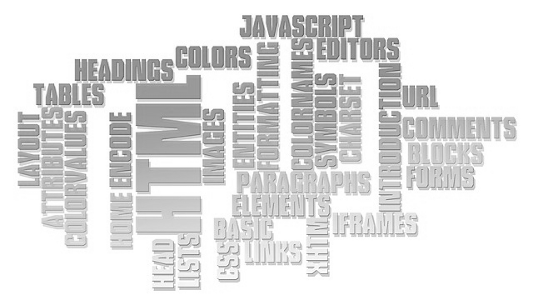 JAVASCRIPT
COLORS
EDITORS
HEADINGS
TABLES
URL
LAYOUT
ATTRIBUTES
COLORVALUES
HOME
ENCODE
HTML
IMAGES
ENTITIES
FORMATTING
COLORNAMES
SYMBOLS
CHARSET
INTRODUCTION
COMMENTS
BLOCKS
FORMS
PARAGRAPHS
ELEMENTS
BASIC
IFRAMES
HEAD
LISTS
CSS
LINKS
XHTML